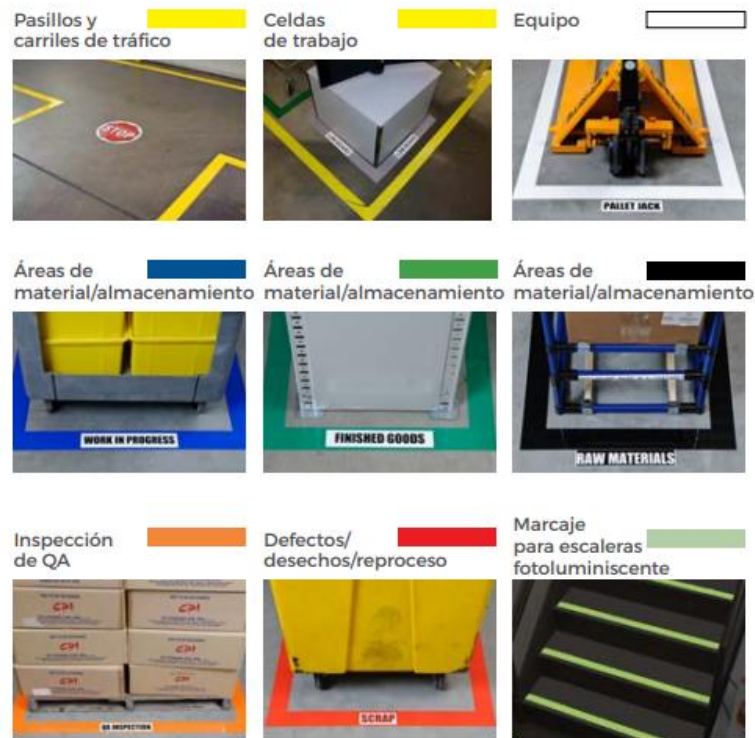 Pasillos y
carriles de tráfico
Celdas
de trabajo
Equipo
STOP
PALLET JACK
Áreas de
material/almacenamiento
Áreas de
material/almacenamiento
Áreas de
material/almacenamiento
WORK IN PROGRESS
FINISHED GOODS
RAW MATERIALS
Inspección
de QA
Defectos/
desechos/reproceso
Marcaje
para escaleras
fotoluminiscente
QA INSPECTION
SCRAP